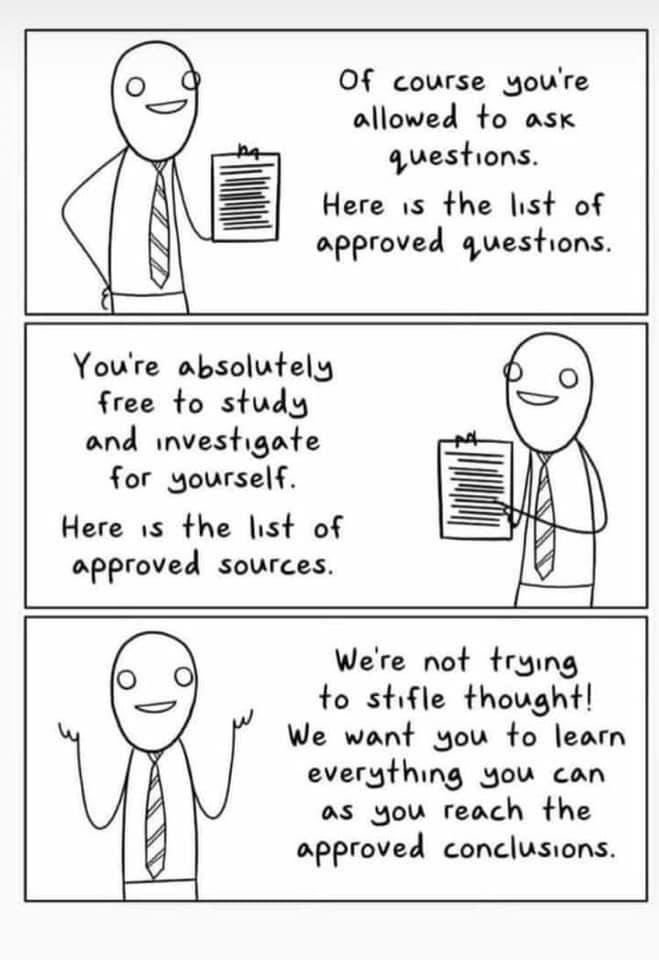 Of course you're
allowed to ask
questions.
Here is the list of
approved questions.
You're absolutely
free to study
and investigate
for yourself.
Here is the list of
approved sources.
We're not trying
to stifle thought!
We want you to learn
everything you can
as you reach the
approved conclusions.